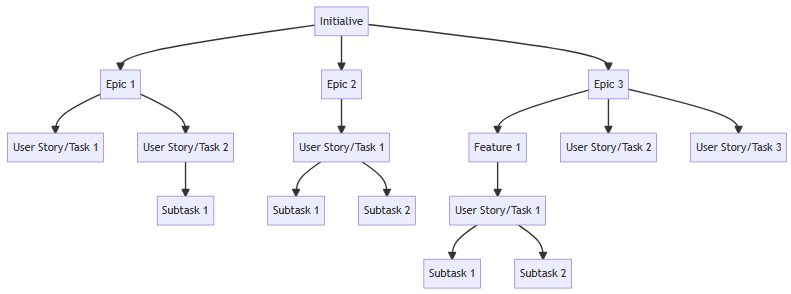 Initialive
Epic 1
Epic 2
Epic 3
User Story/Task 1
User Story/Task 2
User Story/Task 1
Feature 1
User Story/Task 2
User Story/Task 3
Subtask 1
Subtask 1
Subtask 2
User Story/Task 1
Subtask 1
Subtask 2